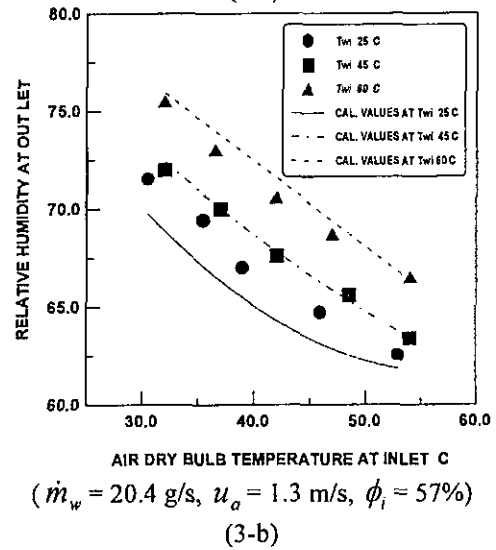 Twi 25 C
Twi 45 C
Twi 60 C
CAL. VALUES AT Twi 25 C
CAL. VALUES AT Twi 45 C
CAL. VALUES AT Twi 60 C
75.0
70.0
65.0
60.0
RELATIVE HUMIDITY AT OUT LET
30.0 40.0 50.0 60.0
AIR DRY BULB TEMPERATURE AT INLET C
( ṁ_w = 20.4 g/s, u_a = 1.3 m/s, ϕ_i = 57%)
(3-b)